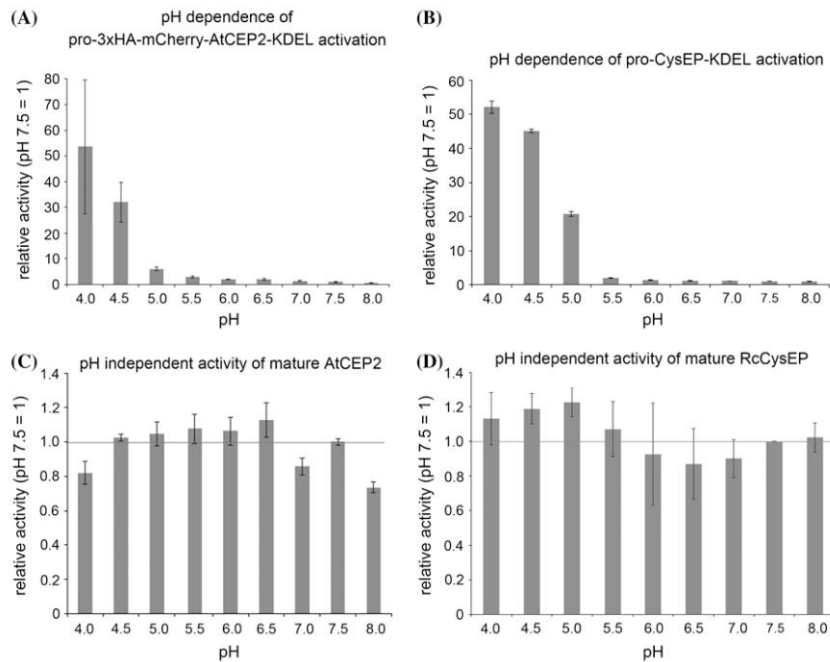 (A)
pH dependence of
pro-3xHA-mCherry-AtCEP2-KDEL activation
relative activity (pH 7.5 = 1)
80
70
60
50
40
30
20
10
0
4.0 4.5 5.0 5.5 6.0 6.5 7.0 7.5 8.0
pH
(B)
pH dependence of pro-CysEP-KDEL activation
relative activity (pH 7.5 = 1)
60
50
40
30
20
10
0
4.0 4.5 5.0 5.5 6.0 6.5 7.0 7.5 8.0
pH
(C)
pH independent activity of mature AtCEP2
relative activity (pH 7.5 = 1)
1.4
1.2
1.0
0.8
0.6
0.4
0.2
0
4.0 4.5 5.0 5.5 6.0 6.5 7.0 7.5 8.0
pH
(D)
pH independent activity of mature RcCysEP
relative activity (pH 7.5 = 1)
1.4
1.2
1.0
0.8
0.6
0.4
0.2
0
4.0 4.5 5.0 5.5 6.0 6.5 7.0 7.5 8.0
pH